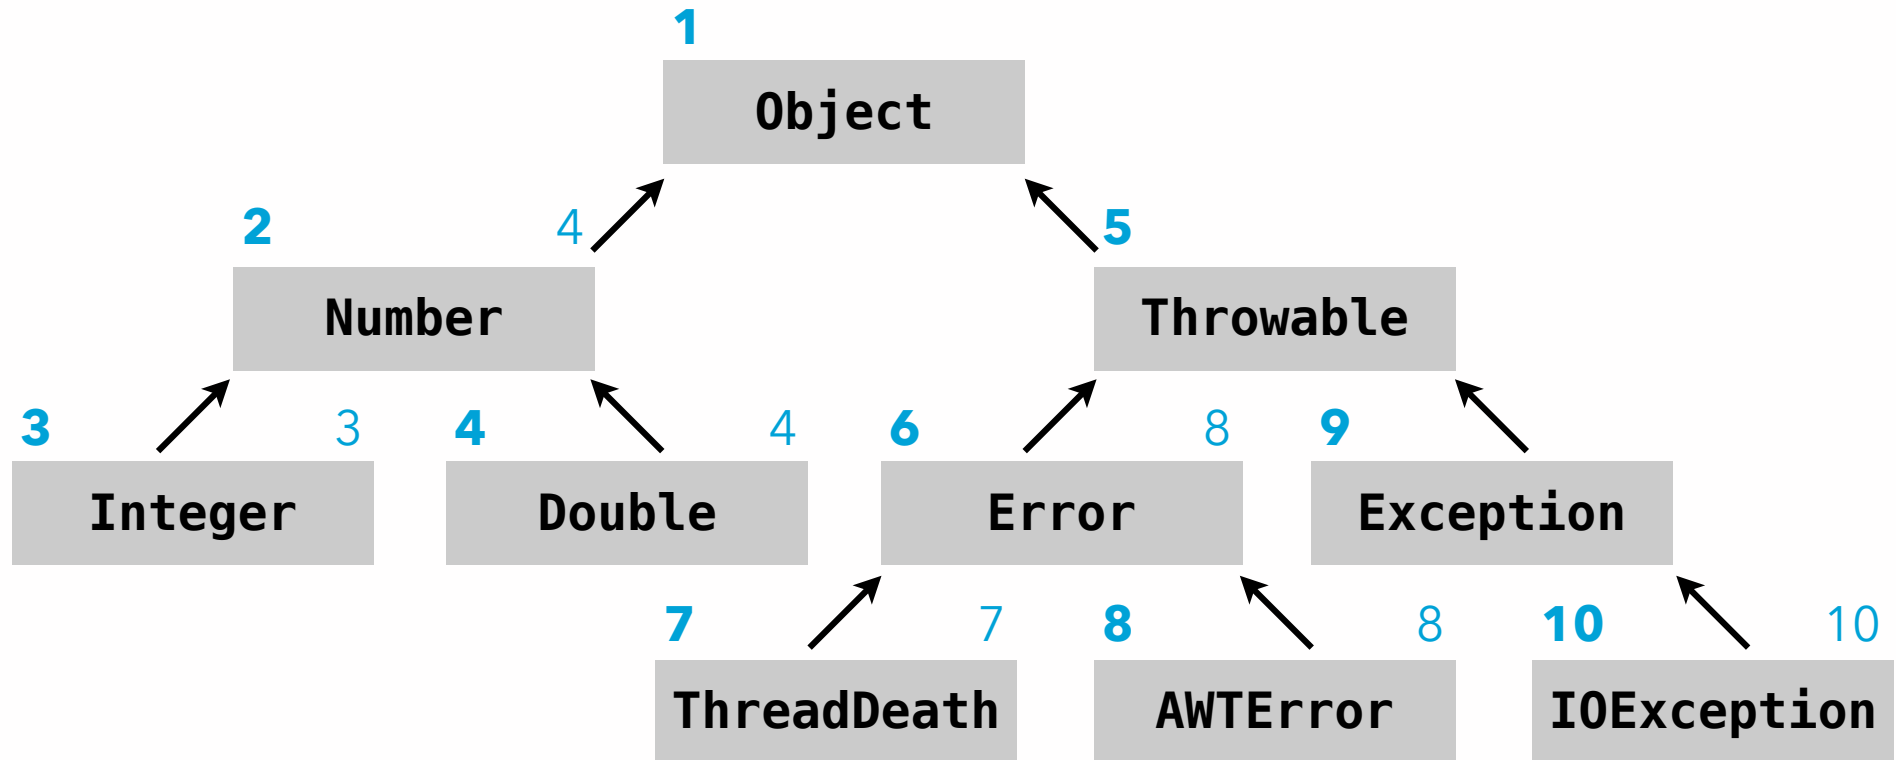 1
Object
2 4 5
Number Throwable
3 3 4 4 6 8 9
Integer Double Error Exception
7 7 8 8 10 10
ThreadDeath AWTError IOException